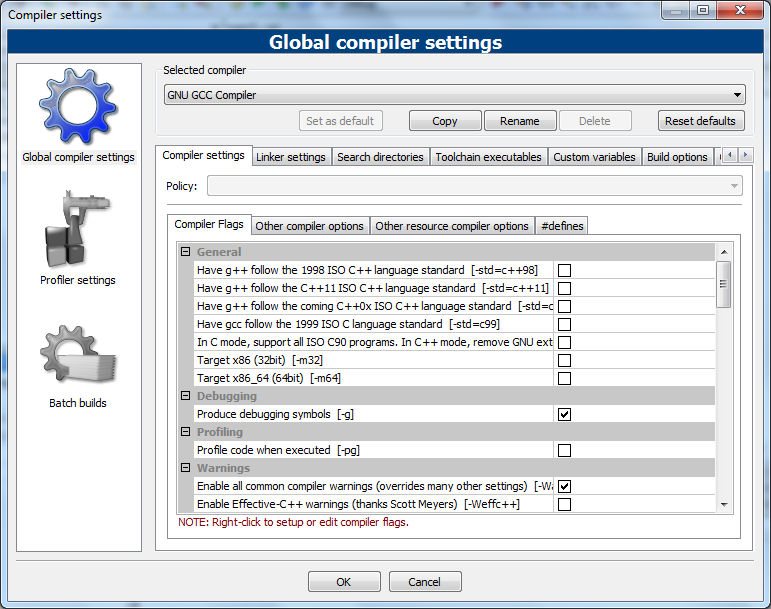 Compiler settings
Global compiler settings
Global compiler settings
Profiler settings
Batch builds
Selected compiler
GNU GCC Compiler
Set as default Copy Rename Delete Reset defaults
Compiler settings Linker settings Search directories Toolchain executables Custom variables Build options
Policy:
Compiler Flags Other compiler options Other resource compiler options #defines
General
Have g++ follow the 1998 ISO C++ language standard [-std=c++98]
Have g++ follow the C++11 ISO C++ language standard [-std=c++11]
Have g++ follow the coming C++0x ISO C++ language standard [-std=c
Have gcc follow the 1999 ISO C language standard [-std=c99]
In C mode, support all ISO C90 programs. In C++ mode, remove GNU ext
Target x86 (32bit) [-m32]
Target x86_64 (64bit) [-m64]
Debugging
Produce debugging symbols [-g]
Profiling
Profile code when executed [-pg]
Warnings
Enable all common compiler warnings (overrides many other settings) [-Wa
Enable Effective-C++ warnings (thanks Scott Meyers) [-Weffc++]
NOTE: Right-click to setup or edit compiler flags.
OK Cancel